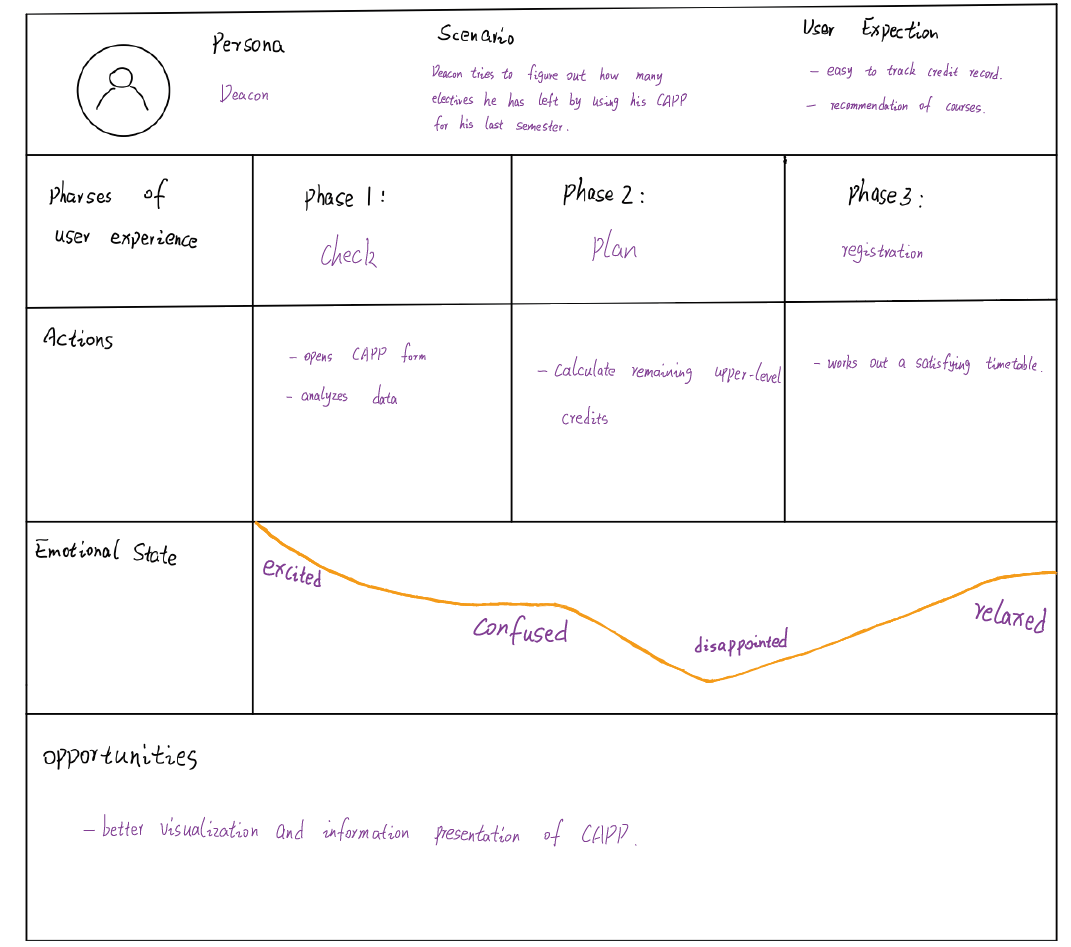 Persona
Deacon
Scenario
Deacon tries to figure out how many
electives he has left by using his CAPP
for his last semester.
User Expection
- easy to track credit record.
- recommendation of courses.
Pharses of
user experience
Phase 1:
Check
Phase 2:
Plan
Phase 3:
registration
Actions
- opens CAPP form
- analyzes data
- Calculate remaining upper-level
credits
- works out a satisfying timetable.
Emotional State
excited
confused
disappointed
relaxed
opportunities
- better visualization and information presentation of CAPP.